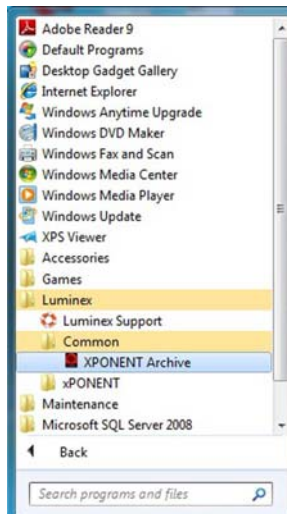 Adobe Reader 9
Default Programs
Desktop Gadget Gallery
Internet Explorer
Windows Anytime Upgrade
Windows DVD Maker
Windows Fax and Scan
Windows Media Center
Windows Media Player
Windows Update
XPS Viewer
Accessories
Games
Luminex
Luminex Support
Common
XPONENT Archive
xPONENT
Maintenance
Microsoft SQL Server 2008
Back
Search programs and files